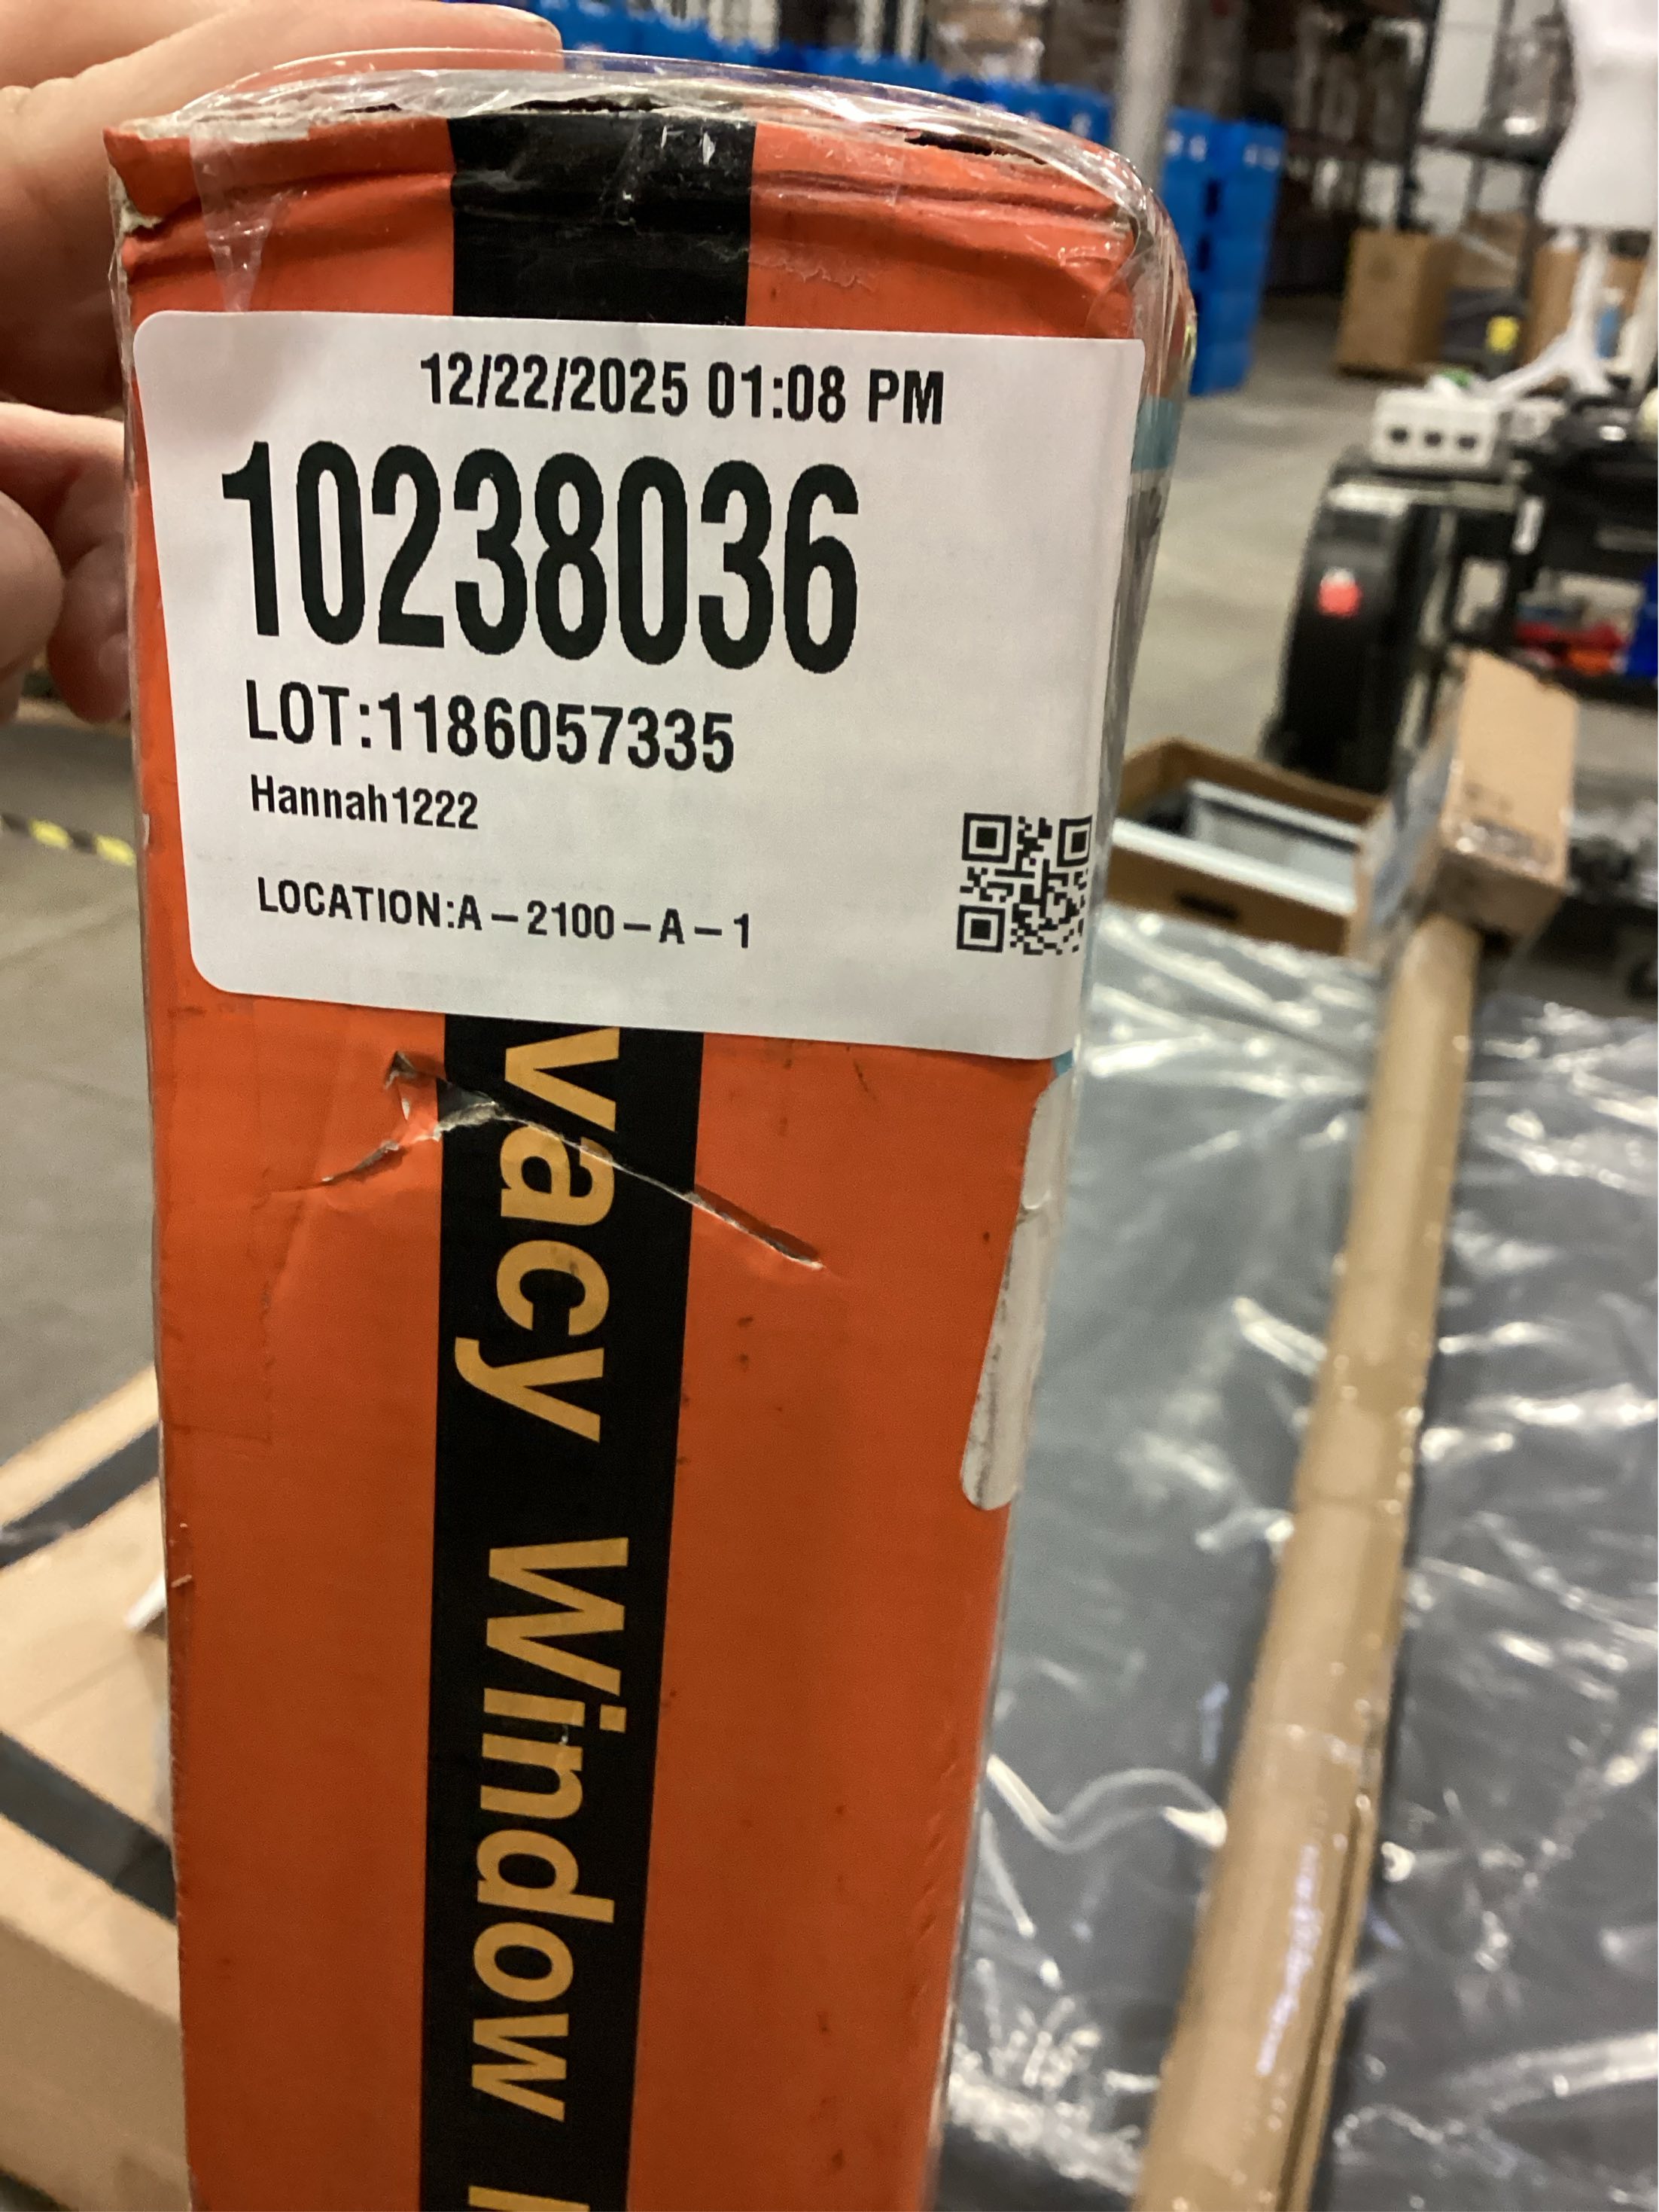 12/22/2025 01:08 PM
10238036
LOT:1186057335
Hannah1222
LOCATION:A-2100-A-1
vacy Window